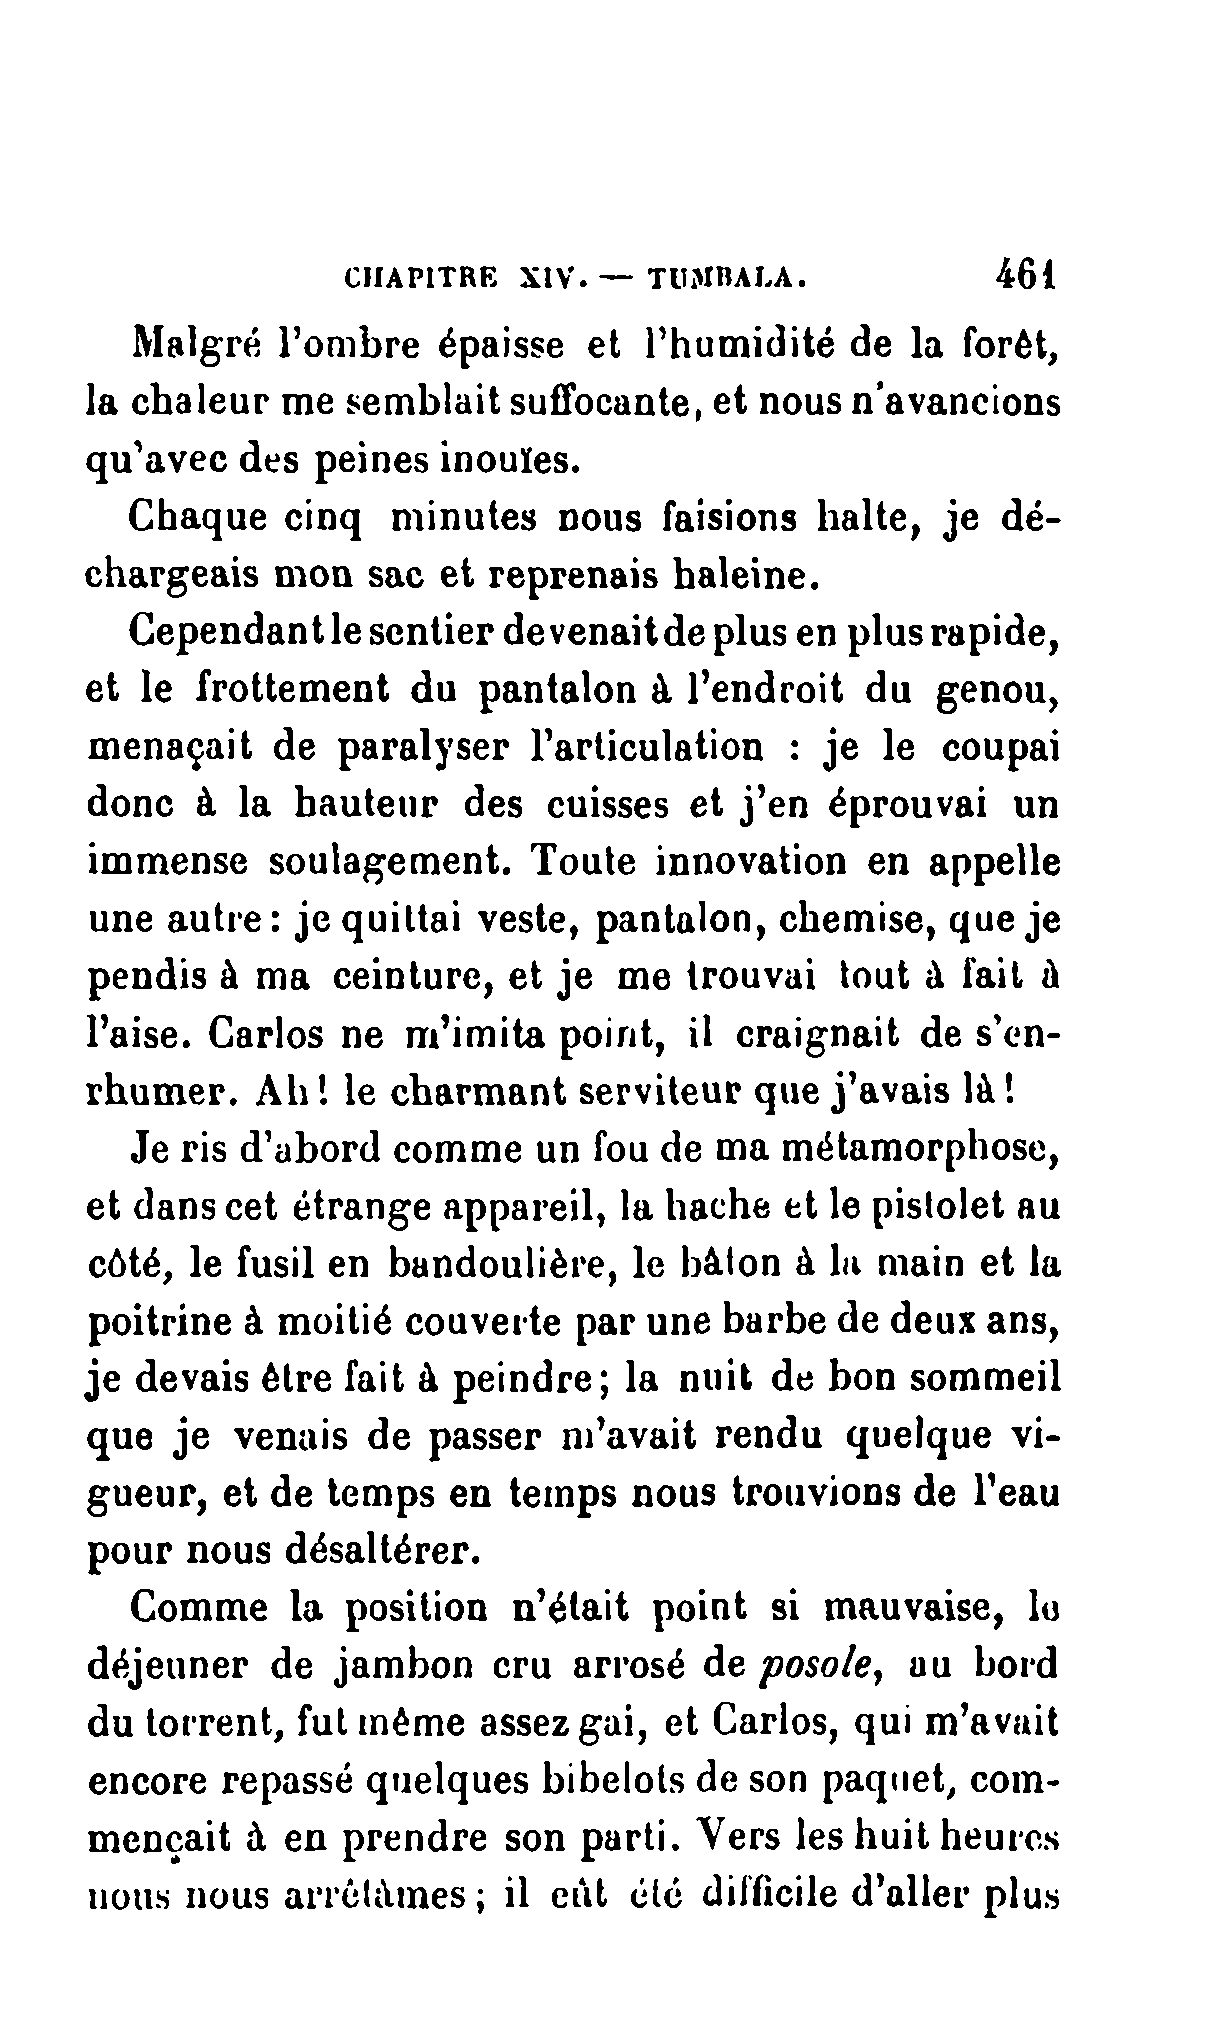 CHAPITRE XIV. — TUMBALA. 461
Malgré l'ombre épaisse et l'humidité de la forêt,
la chaleur me semblait suffocante, et nous n'avancions
qu'avec des peines inouïes.
Chaque cinq minutes nous faisions halte, je dé-
chargeais mon sac et reprenais haleine.
Cependant le sentier devenait de plus en plus rapide,
et le frottement du pantalon à l'endroit du genou,
menaçait de paralyser l'articulation : je le coupai
donc à la hauteur des cuisses et j'en éprouvai un
immense soulagement. Toute innovation en appelle
une autre : je quittai veste, pantalon, chemise, que je
pendis à ma ceinture, et je me trouvai tout à fait à
l'aise. Carlos ne m'imita point, il craignait de s'en-
rhumer. Ah ! le charmant serviteur que j'avais là !
Je ris d'abord comme un fou de ma métamorphose,
et dans cet étrange appareil, la hache et le pistolet au
côté, le fusil en bandoulière, le bâton à la main et la
poitrine à moitié couverte par une barbe de deux ans,
je devais être fait à peindre ; la nuit de bon sommeil
que je venais de passer m'avait rendu quelque vi-
gueur, et de temps en temps nous trouvions de l'eau
pour nous désaltérer.
Comme la position n'était point si mauvaise, le
déjeuner de jambon cru arrosé de posole, au bord
du torrent, fut même assez gai, et Carlos, qui m'avait
encore repassé quelques bibelots de son paquet, com-
mençait à en prendre son parti. Vers les huit heures
nous nous arrêtâmes ; il eût été difficile d'aller plus